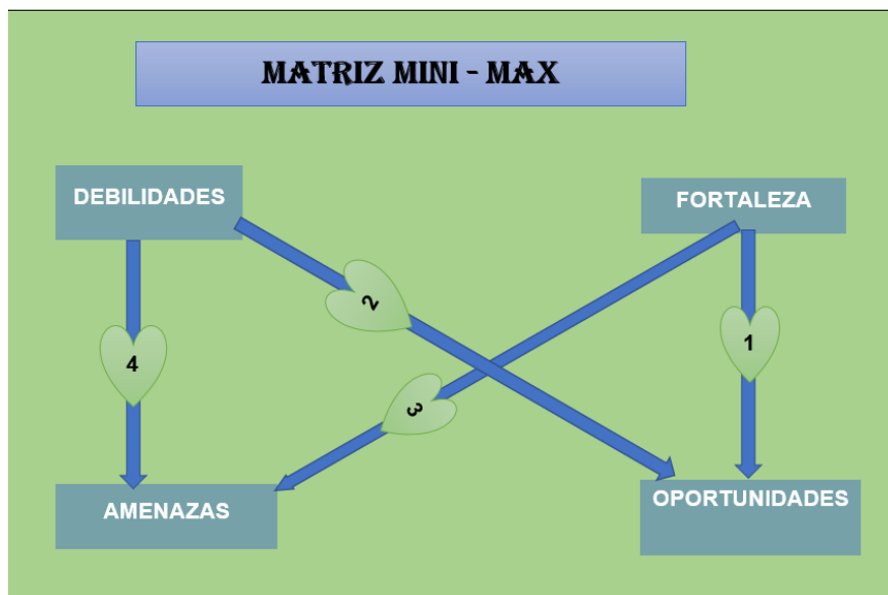 MATRIZ MINI - MAX
DEBILIDADES
FORTALEZA
2
4
1
3
AMENAZAS
OPORTUNIDADES